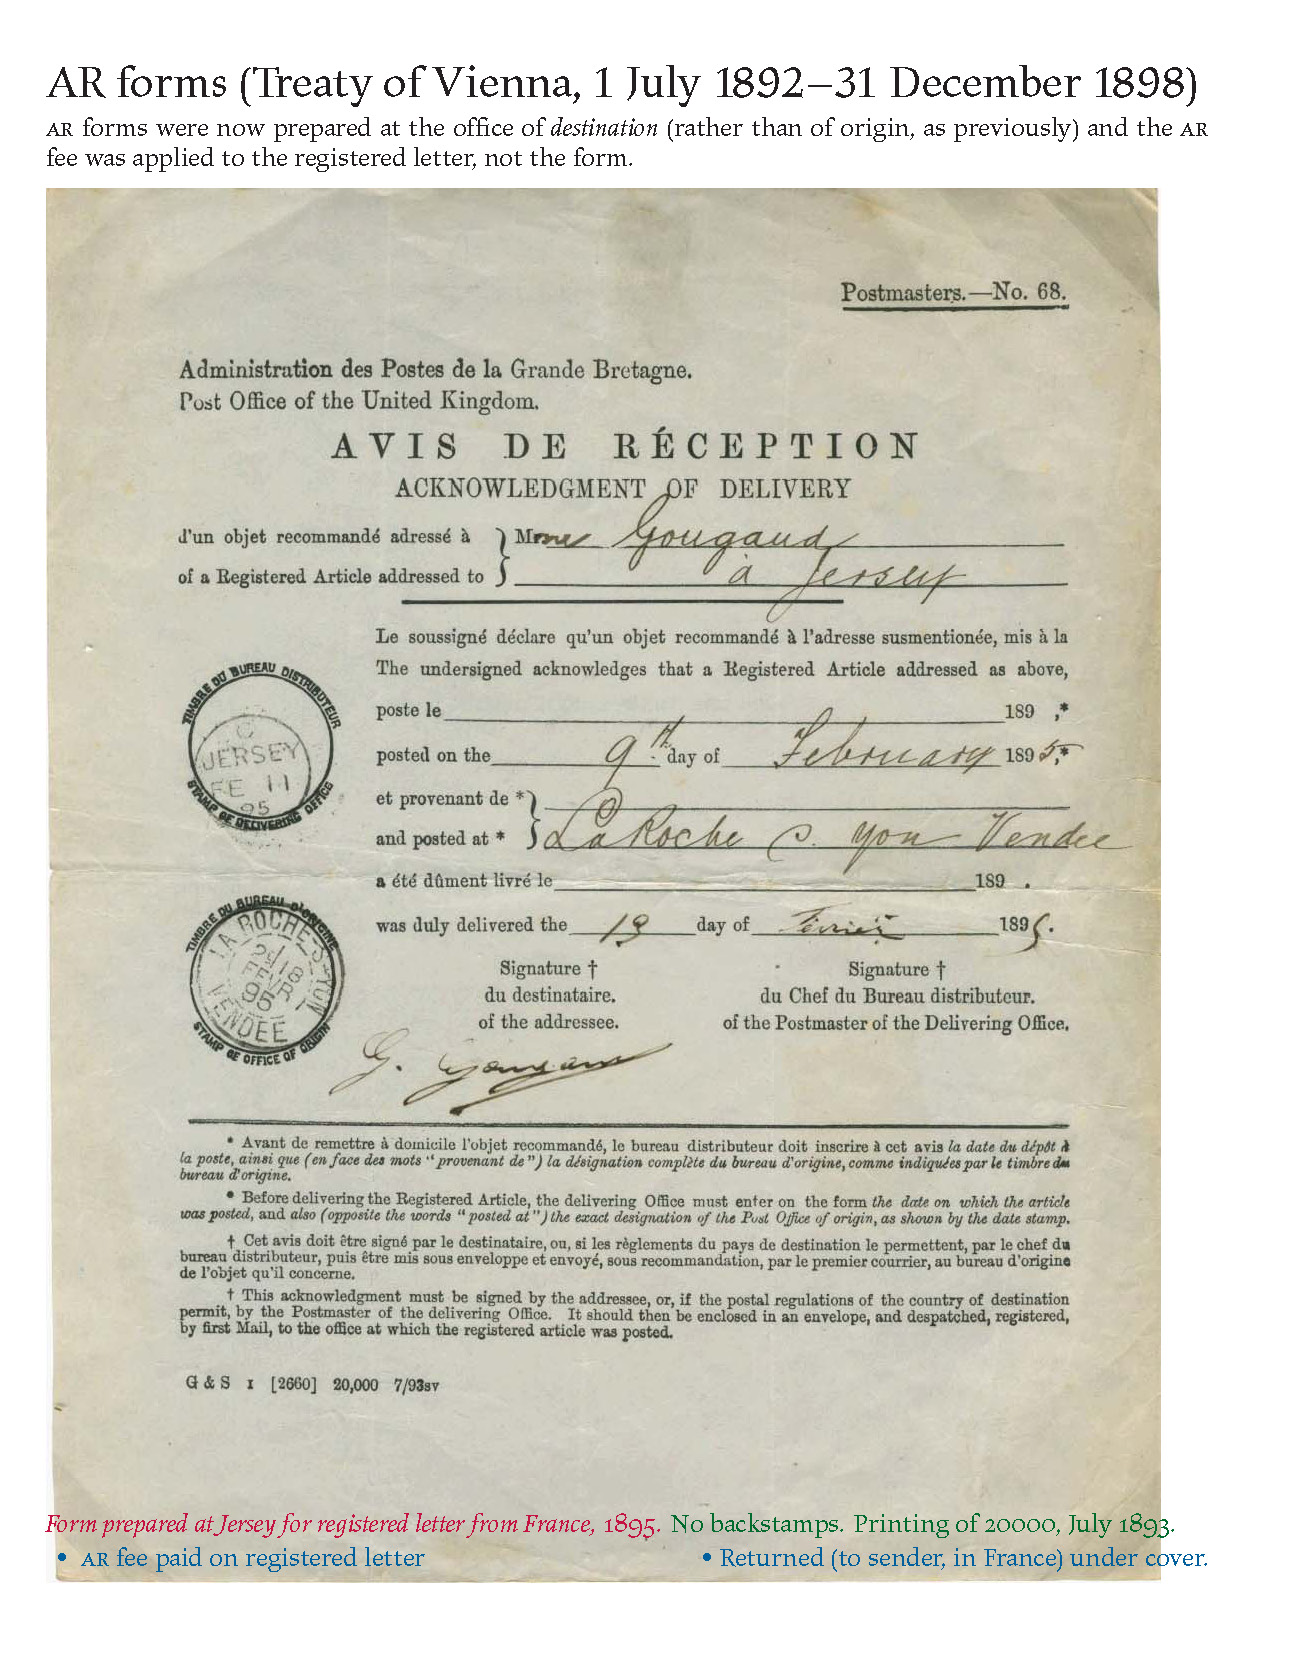 AR forms (Treaty of Vienna, 1 July 1892–31 December 1898)
AR forms were now prepared at the office of destination (rather than of origin, as previously) and the AR
fee was applied to the registered letter, not the form.
Postmasters.—No. 68.
Administration des Postes de la Grande Bretagne.
Post Office of the United Kingdom.
AVIS DE RÉCEPTION
ACKNOWLEDGMENT OF DELIVERY
d'un objet recommandé adressé à } Mme Gougaud
of a Registered Article addressed to } à Jersey
Le soussigné déclare qu'un objet recommandé à l'adresse susmentionée, mis à la
The undersigned acknowledges that a Registered Article addressed as above,
poste le 189 ,*
posted on the 9th day of February 1895,*
et provenant de * }
and posted at * } La Roche s. yon Vendee
a été dûment livré le 189 .
was duly delivered the 13 day of Février 1895.
TIMBRE DU BUREAU DISTRIBUTEUR
C
JERSEY
FE 11
95
STAMP OF DELIVERING OFFICE
TIMBRE DU BUREAU D'ORIGINE
LA ROCHE-S-YON
2e/18
FEVR
95
VENDÉE
STAMP OF OFFICE OF ORIGIN
Signature † Signature †
du destinataire. du Chef du Bureau distributeur.
of the addressee. of the Postmaster of the Delivering Office.
G. Gougaud
* Avant de remettre à domicile l'objet recommandé, le bureau distributeur doit inscrire à cet avis la date du dépôt à
la poste, ainsi que (en face des mots "provenant de") la désignation complète du bureau d'origine, comme indiquées par le timbre du
bureau d'origine.
* Before delivering the Registered Article, the delivering Office must enter on the form the date on which the article
was posted, and also (opposite the words "posted at") the exact designation of the Post Office of origin, as shown by the date stamp.
† Cet avis doit être signé par le destinataire, ou, si les règlements du pays de destination le permettent, par le chef du
bureau distributeur, puis être mis sous enveloppe et envoyé, sous recommandation, par le premier courrier, au bureau d'origine
de l'objet qu'il concerne.
† This acknowledgment must be signed by the addressee, or, if the postal regulations of the country of destination
permit, by the Postmaster of the delivering Office. It should then be enclosed in an envelope, and despatched, registered,
by first Mail, to the office at which the registered article was posted.
G & S 1 [2660] 20,000 7/93sv
Form prepared at Jersey for registered letter from France, 1895. No backstamps. Printing of 20000, July 1893.
• AR fee paid on registered letter • Returned (to sender, in France) under cover.